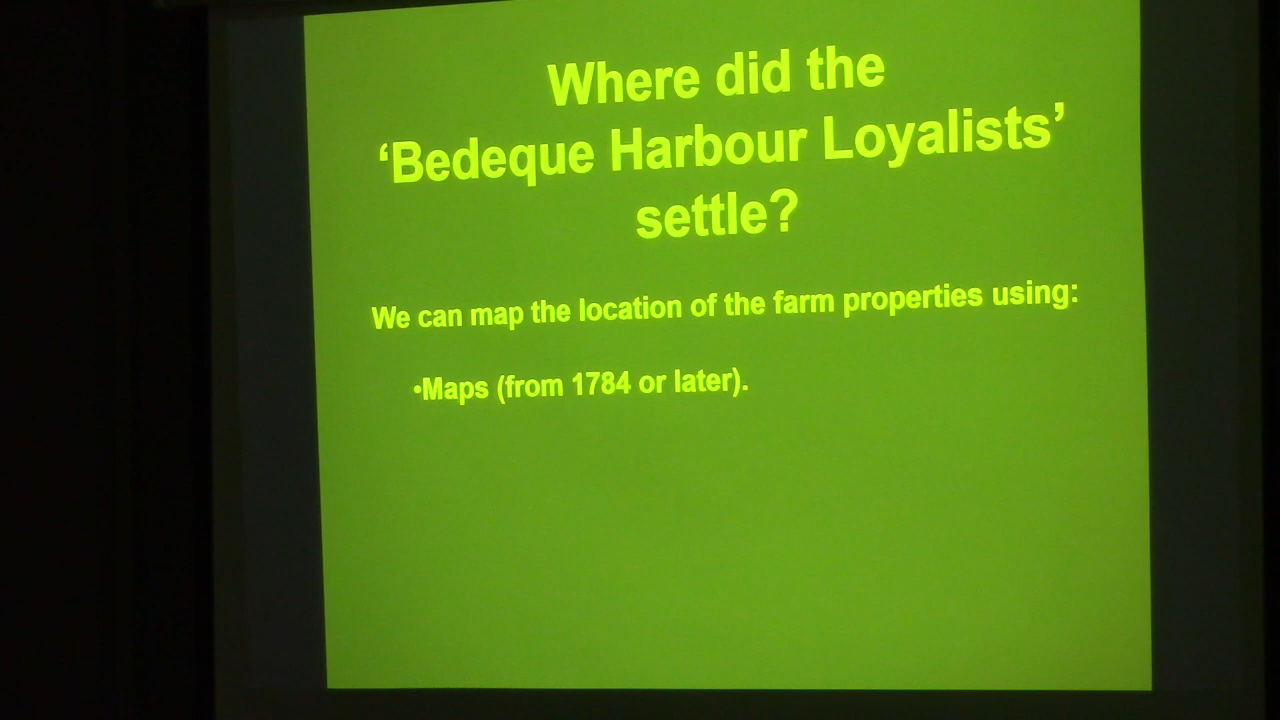 Where did the
‘Bedeque Harbour Loyalists’
settle?
We can map the location of the farm properties using:
•Maps (from 1784 or later).